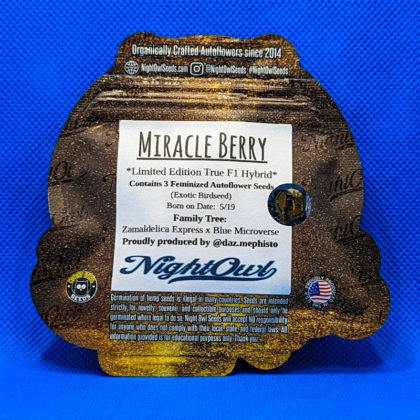 Organically Crafted Autoflowers since 2014
NightOwlSeeds.com @NightOwlSeeds #NightOwlSeeds
MIRACLE BERRY
*Limited Edition True F1 Hybrid*
Contains 3 Feminized Autoflower Seeds
(Exotic Birdseed)
Born on Date: 5/19
Family Tree:
Zamaldelica Express x Blue Microverse
Proudly produced by @daz.mephisto
NightOwl
SEEDS
Germination of hemp seeds is illegal in many countries. Seeds are intended
strictly for novelty, souvenir, and collectible purposes and should only be
germinated where legal to do so. Night Owl Seeds will accept NO responsibility
for anyone who does not comply with their local, state and federal laws. All
information provided is for educational purposes only. Thank you.